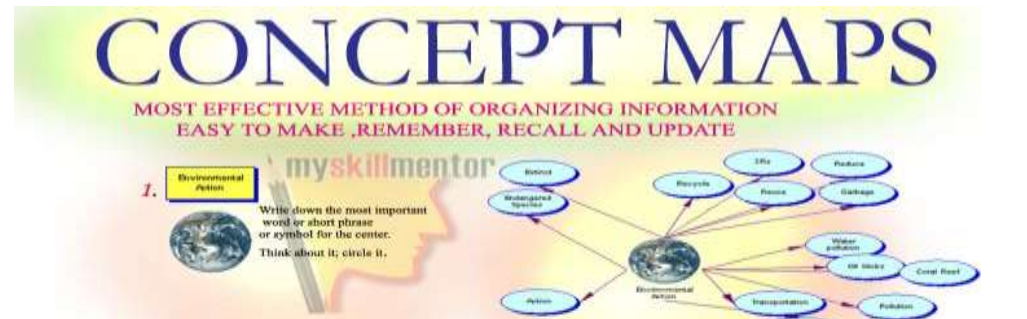 CONCEPT MAPS
MOST EFFECTIVE METHOD OF ORGANIZING INFORMATION
EASY TO MAKE ,REMEMBER, RECALL AND UPDATE
myskillmentor
1.
Environmental
Action
Write down the most important
word or short phrase
or symbol for the center.
Think about it; circle it.
Extinct
Endangered
Species
Action
Recycle
3Rs
Reduce
Reuse
Garbage
Water
pollution
Oil Slicks
Coral Reef
Environmental
Action
Transportation
Pollution